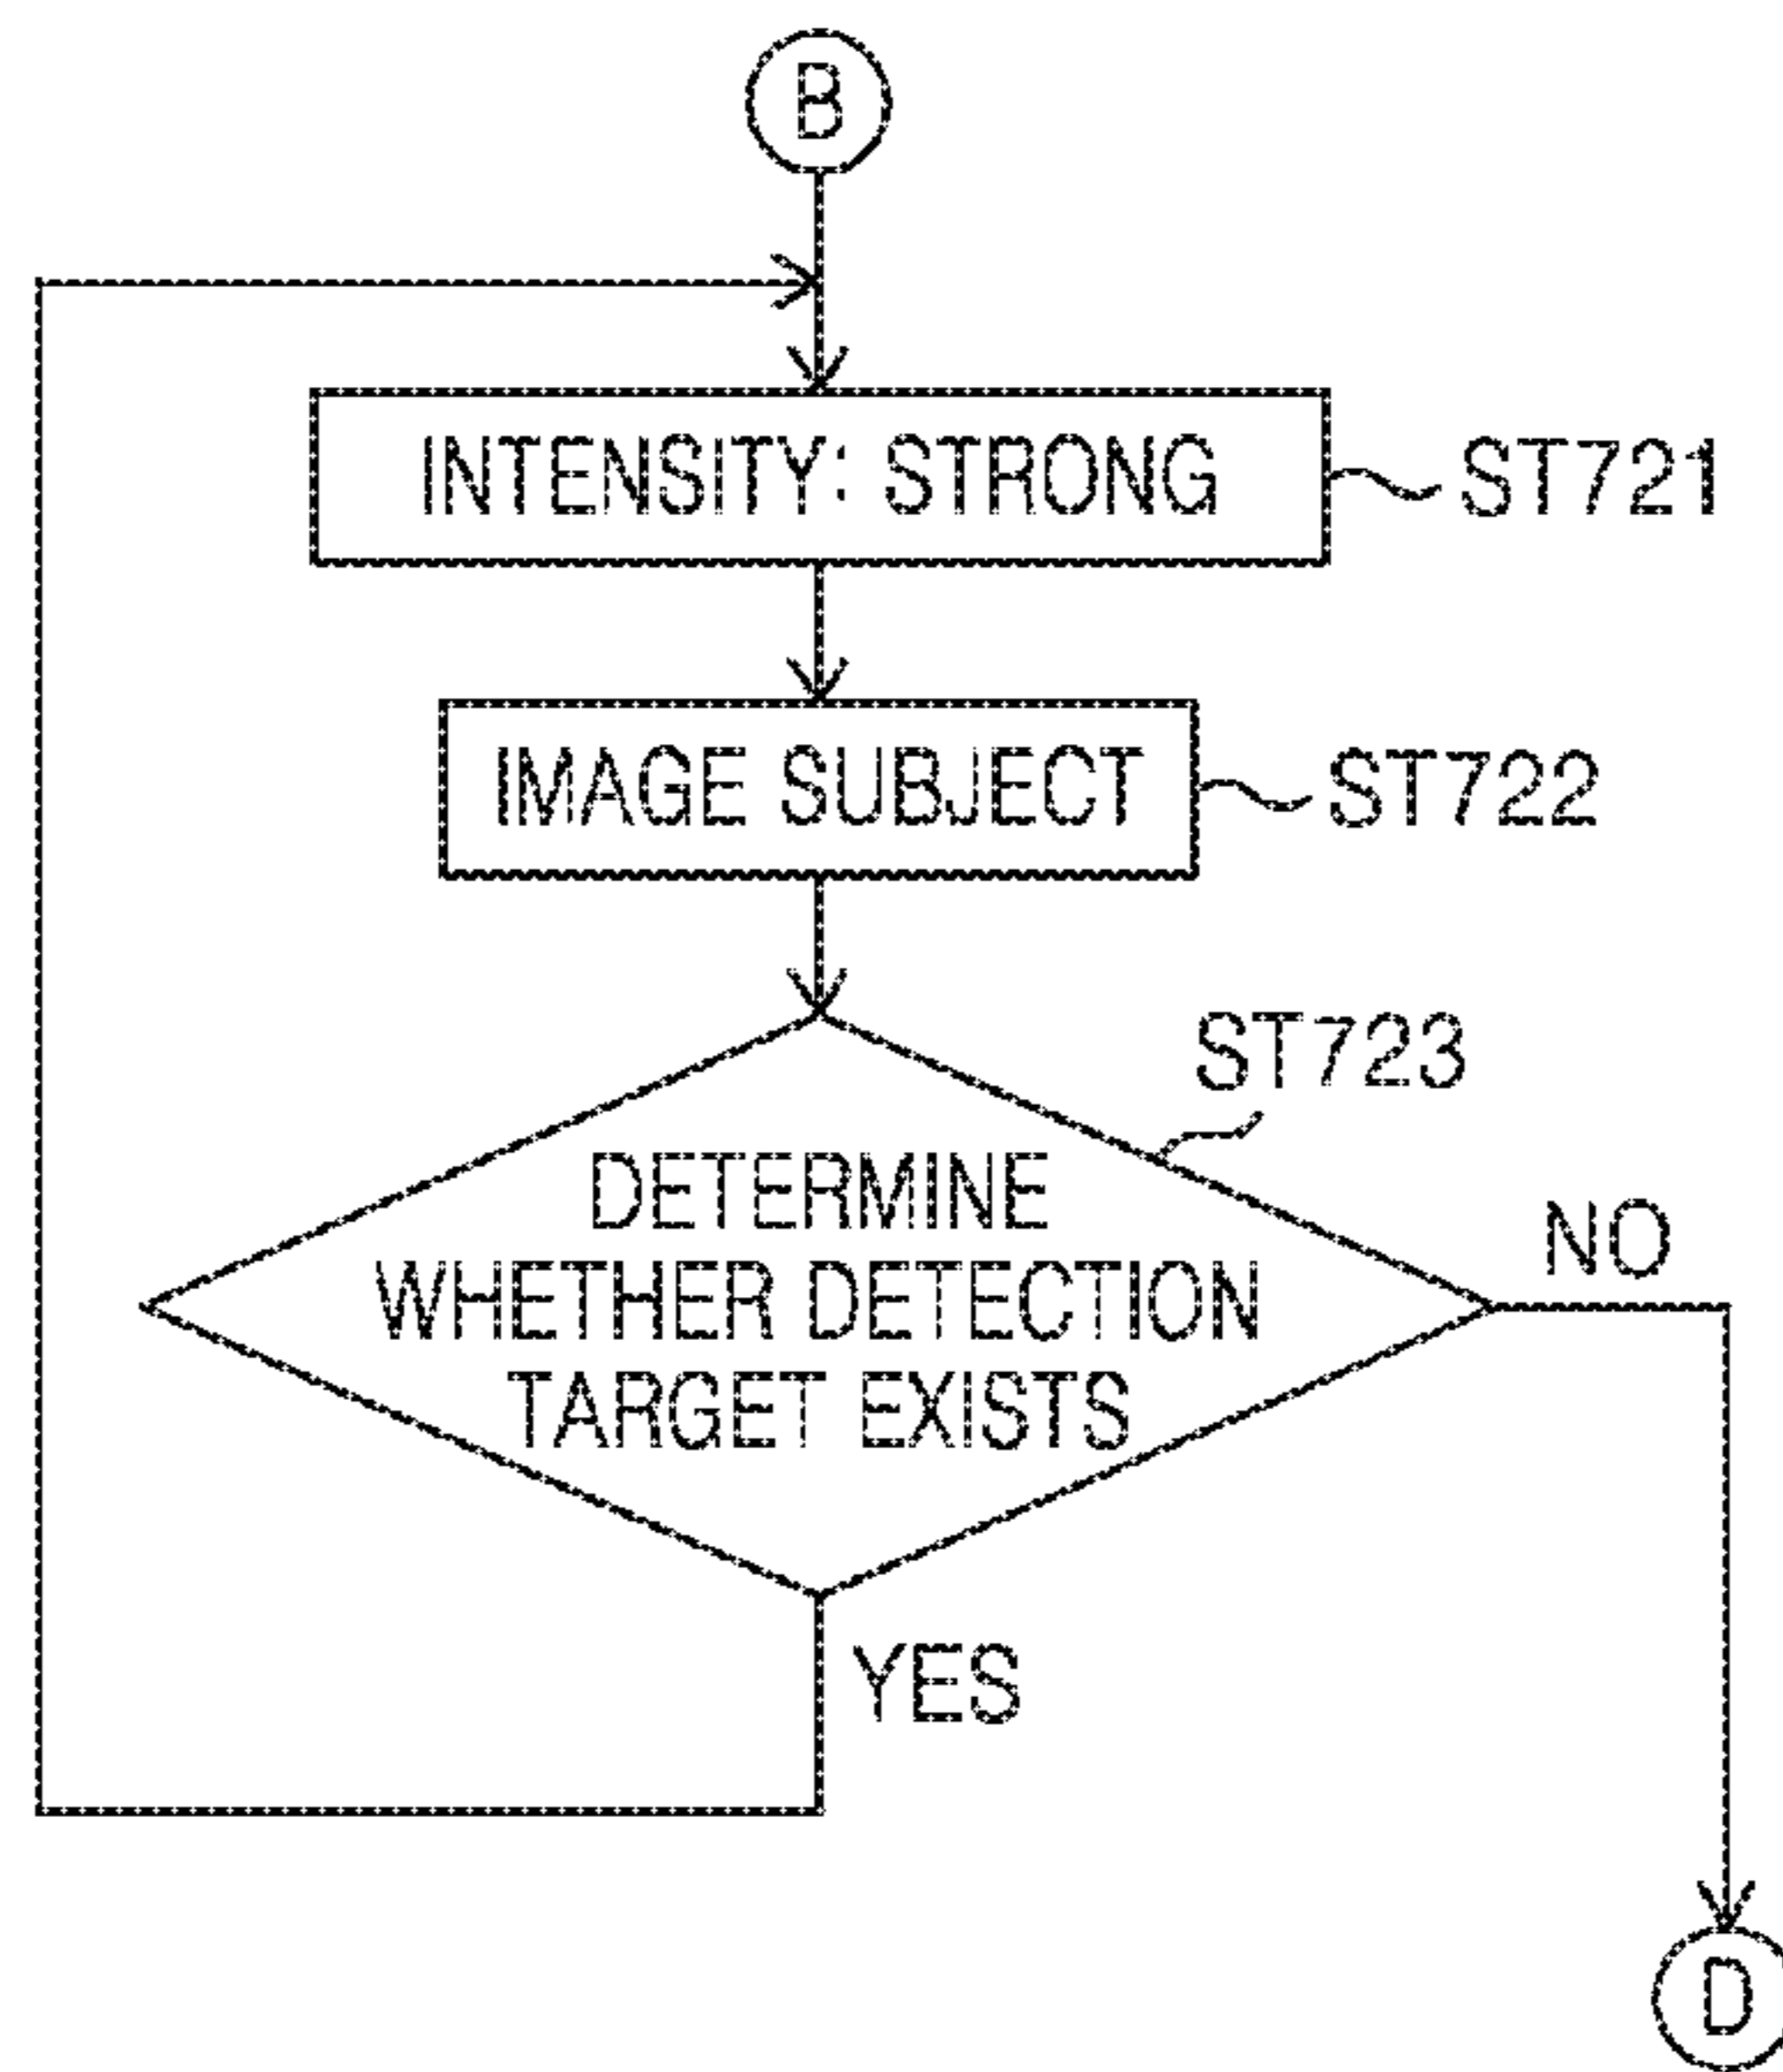 B
INTENSITY: STRONG
ST721
IMAGE SUBJECT
ST722
ST723
DETERMINE
WHETHER DETECTION
TARGET EXISTS
NO
YES
D